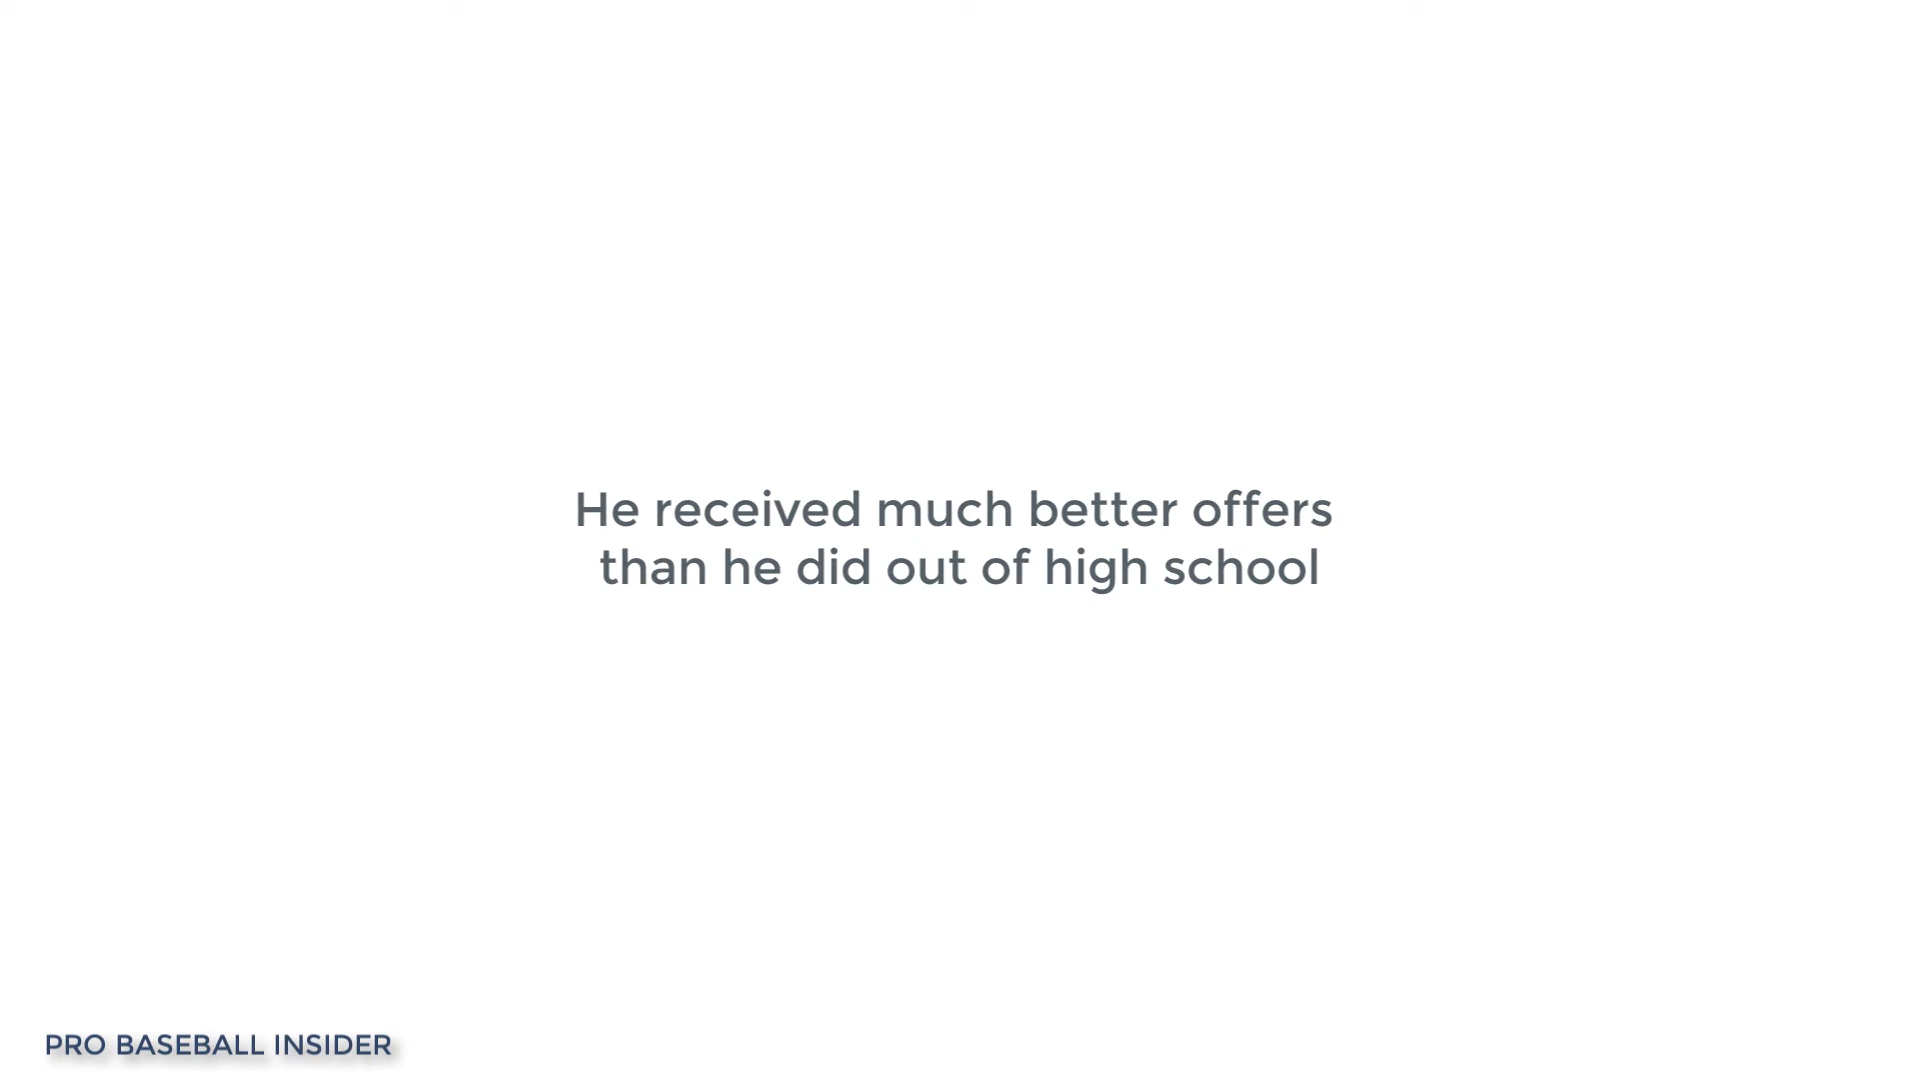 He received much better offers
than he did out of high school
PRO BASEBALL INSIDER